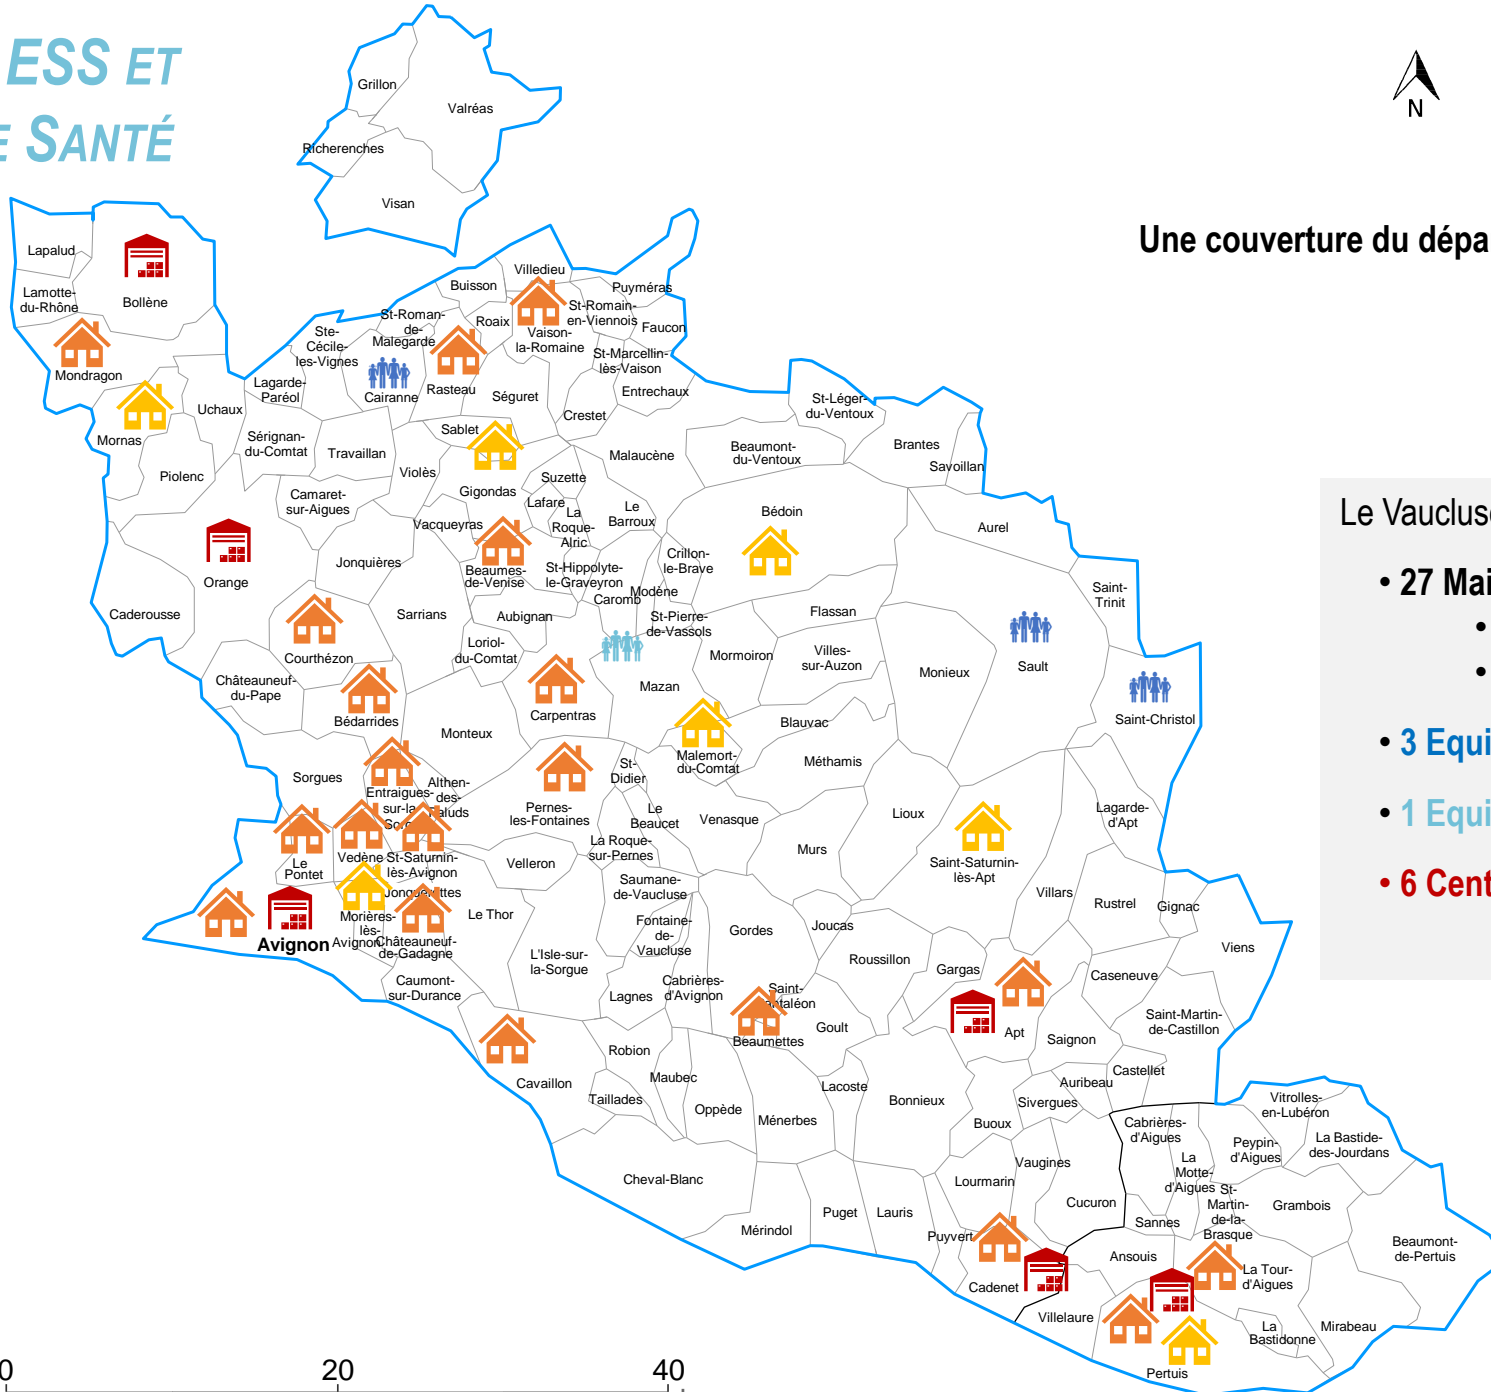 ESS ET
E SANTÉ
N
Une couverture du dépa
Le Vaucluse
• 27 Mai
•
•
• 3 Equi
• 1 Equi
• 6 Cent
Grillon
Valréas
Richerenches
Visan
Lapalud
Lamotte-
du-Rhône
Bollène
Mondragon
Mornas
Uchaux
Piolenc
Orange
Caderousse
Ste-
Cécile-
les-Vignes
Lagarde-
Paréol
Sérignan-
du-Comtat
Travaillan
Camaret-
sur-Aigues
Jonquières
St-Roman-
de-
Malegarde
Cairanne
Buisson
Villedieu
Roaix
Rasteau
Vaison-
la-Romaine
St-Romain-
en-Viennois
Puyméras
Faucon
St-Marcellin-
lès-Vaison
Entrechaux
Séguret
Crestet
Sablet
Violès
Gigondas
Vacqueyras
Suzette
Lafare
La
Roque-
Alric
Malaucène
Le
Barroux
Beaumont-
du-Ventoux
St-Léger-
du-Ventoux
Brantes
Savoillan
Bédoin
Aurel
Crillon-
le-Brave
Beaumes-
de-Venise
St-Hippolyte-
le-Graveyron
Modène
Caromb
St-Pierre-
de-Vassols
Saint-
Trinit
Flassan
Sarrians
Aubignan
Loriol-
du-Comtat
Mormoiron
Villes-
sur-Auzon
Monieux
Sault
Saint-Christol
Courthézon
Châteauneuf-
du-Pape
Bédarrides
Carpentras
Mazan
Monteux
Blauvac
Malemort-
du-Comtat
Méthamis
Sorgues
Entraigues-
sur-la-
Sor
Althen-
des-
Paluds
Pernes-
les-Fontaines
St-
Didier
Le
Beaucet
Venasque
La Roque-
sur-Pernes
Murs
Lioux
Saint-Saturnin-
lès-Apt
Lagarde-
d'Apt
Le
Pontet
Vedène
St-Saturnin-
lès-Avignon
Velleron
Jonquerettes
Morières-
lès-
Avignon
Avignon
Châteauneuf-
de-Gadagne
Le Thor
Caumont-
sur-Durance
L'Isle-sur-
la-Sorgue
Saumane-
de-Vaucluse
Fontaine-
de-
Vaucluse
Lagnes
Cabrières-
d'Avignon
Gordes
Joucas
Roussillon
Gargas
Villars
Rustrel
Gignac
Viens
Caseneuve
Saint-Martin-
de-Castillon
Saint-
antaléon
Beaumettes
Goult
Apt
Saignon
Castellet
Auribeau
Sivergues
Cavaillon
Robion
Taillades
Maubec
Oppède
Ménerbes
Lacoste
Bonnieux
Buoux
Cheval-Blanc
Mérindol
Puget
Lauris
Puyvert
Lourmarin
Vaugines
Cucuron
Cadenet
Villelaure
Cabrières-
d'Aigues
La
Motte-
d'Aigues
Sannes
Ansouis
St-
Martin-
de-la-
Brasque
Peypin-
d'Aigues
Vitrolles-
en-Lubéron
La Bastide-
des-Jourdans
Grambois
Beaumont-
de-Pertuis
La Tour-
d'Aigues
La
Bastidonne
Mirabeau
Pertuis
0 20 40